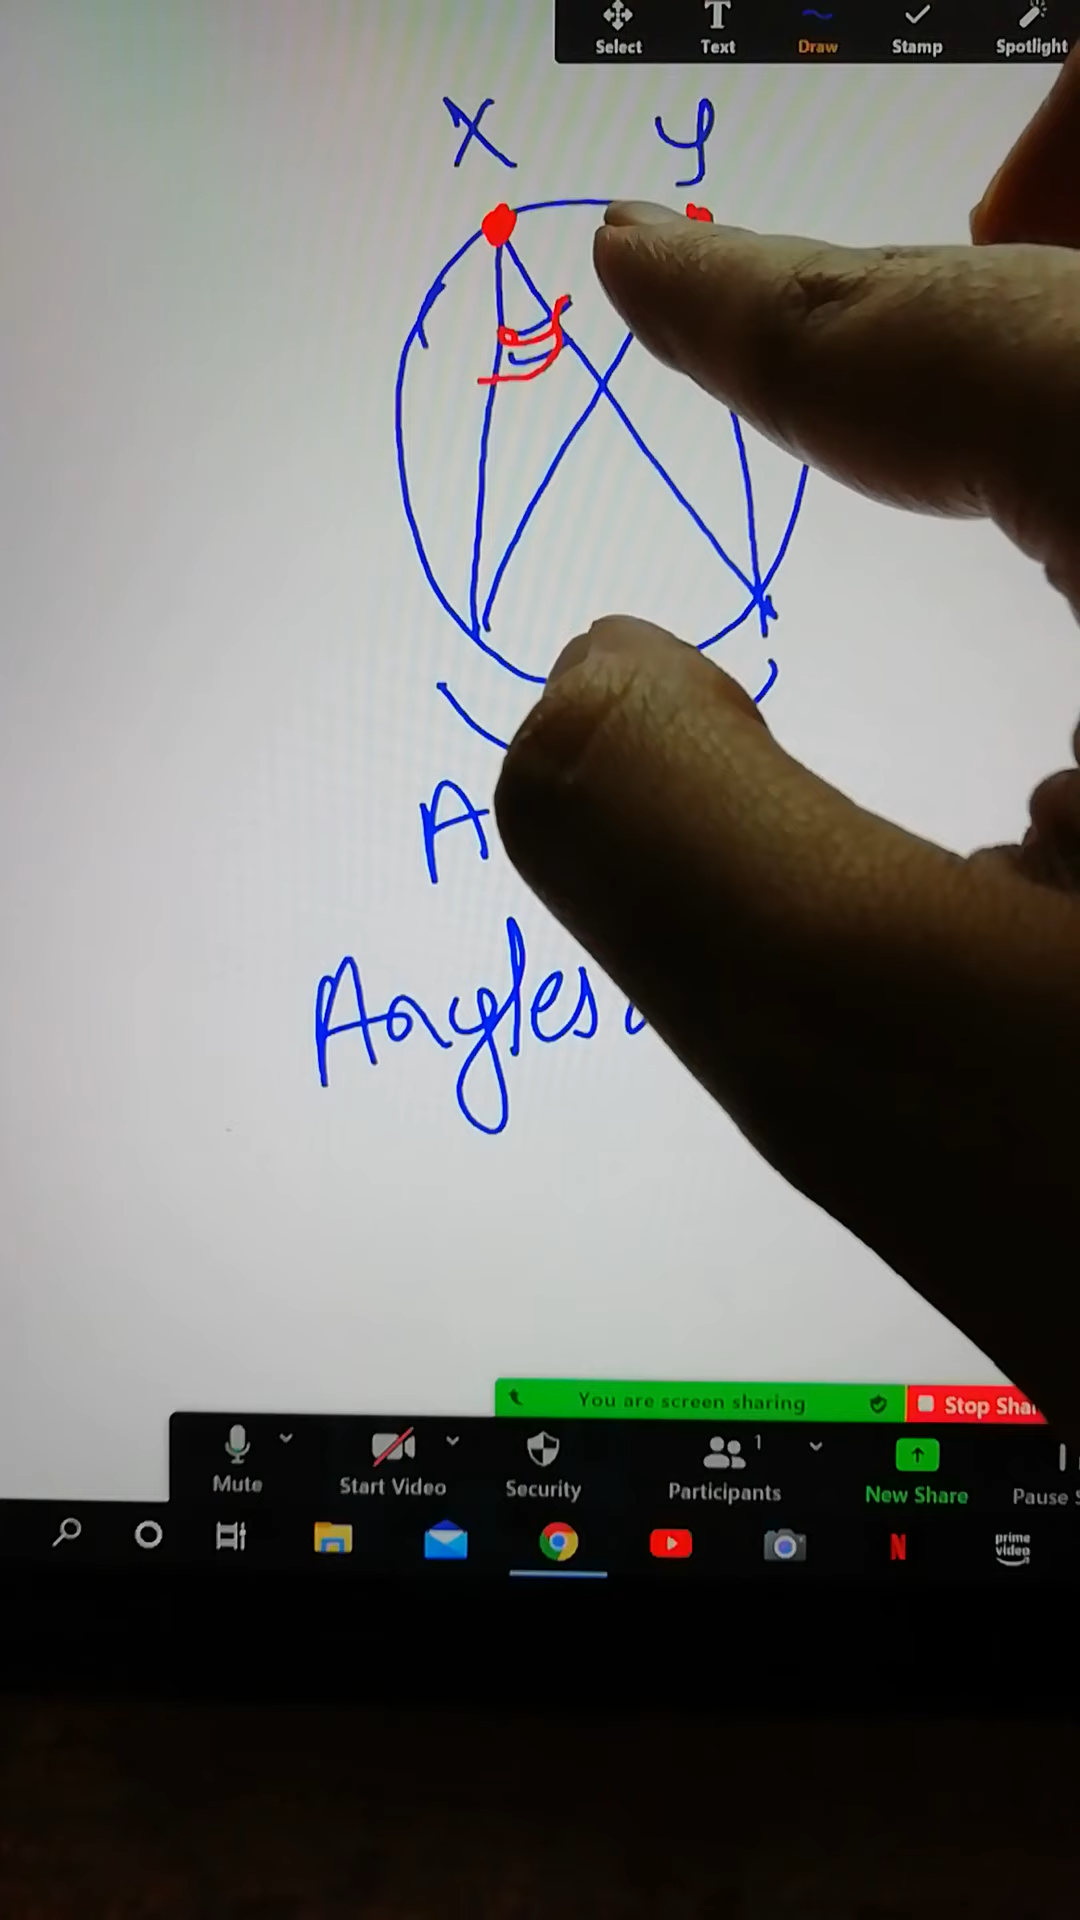 Select Text Draw Stamp Spotlight
X Y
A
Angles
You are screen sharing Stop Sha
1
Mute Start Video Security Participants New Share Pause S
N prime video